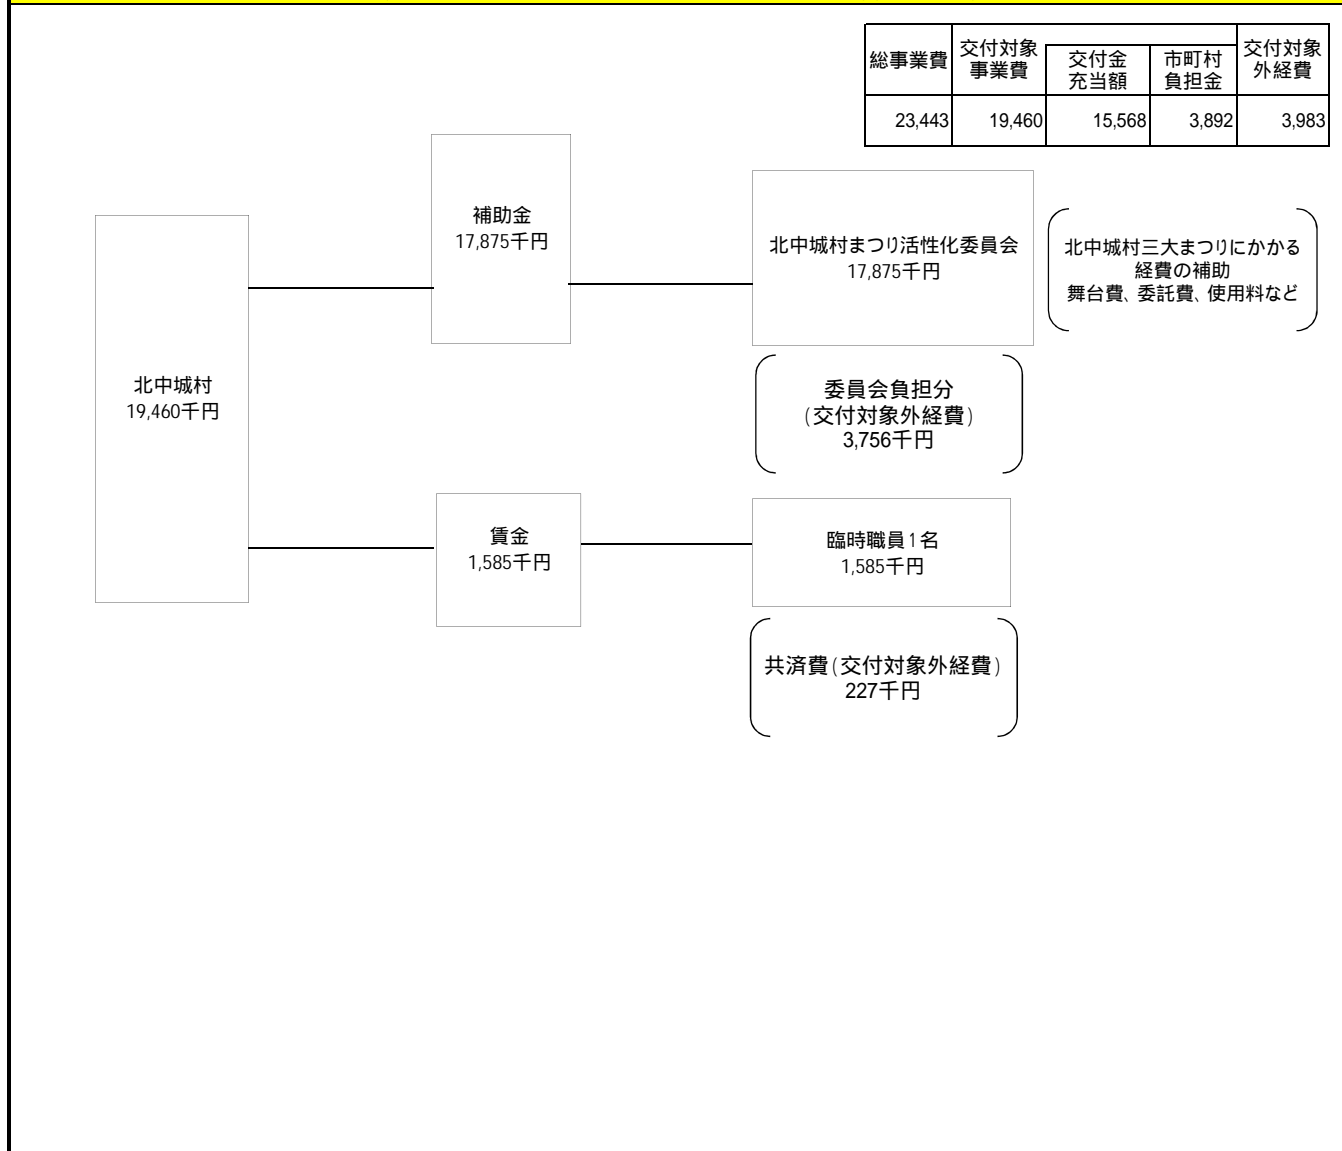 総事業費
交付対象
事業費
交付金
充当額
市町村
負担金
交付対象
外経費
23,443
19,460
15,568
3,892
3,983
北中城村
19,460千円
補助金
17,875千円
北中城村まつり活性化委員会
17,875千円
北中城村三大まつりにかかる
経費の補助
舞台費、委託費、使用料など
委員会負担分
(交付対象外経費)
3,756千円
賃金
1,585千円
臨時職員1名
1,585千円
共済費(交付対象外経費)
227千円